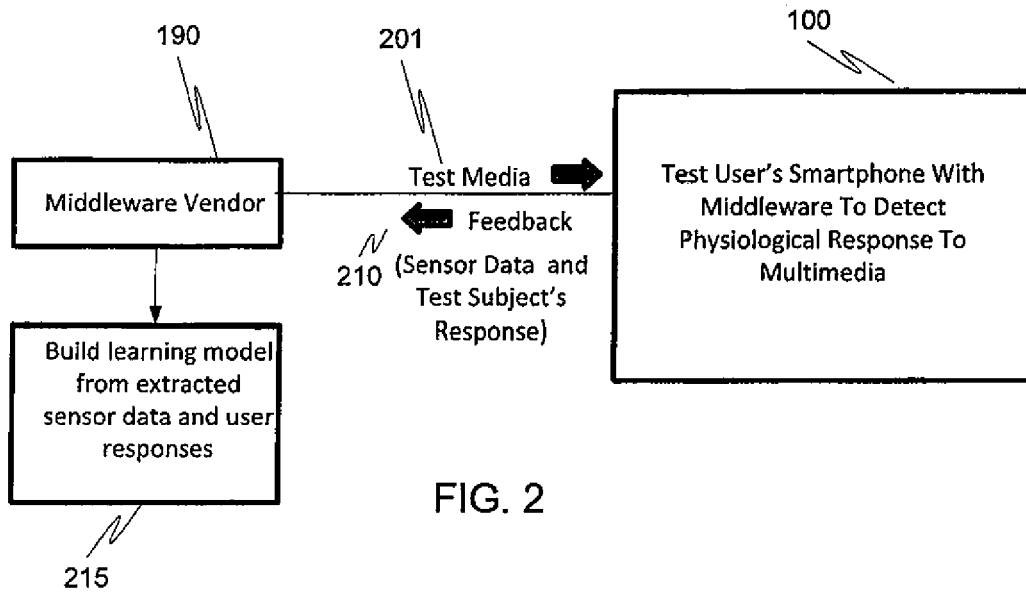 190
201
100
Middleware Vendor
Test Media
Feedback
210
(Sensor Data and
Test Subject's
Response)
Test User's Smartphone With
Middleware To Detect
Physiological Response To
Multimedia
Build learning model
from extracted
sensor data and user
responses
215
FIG. 2